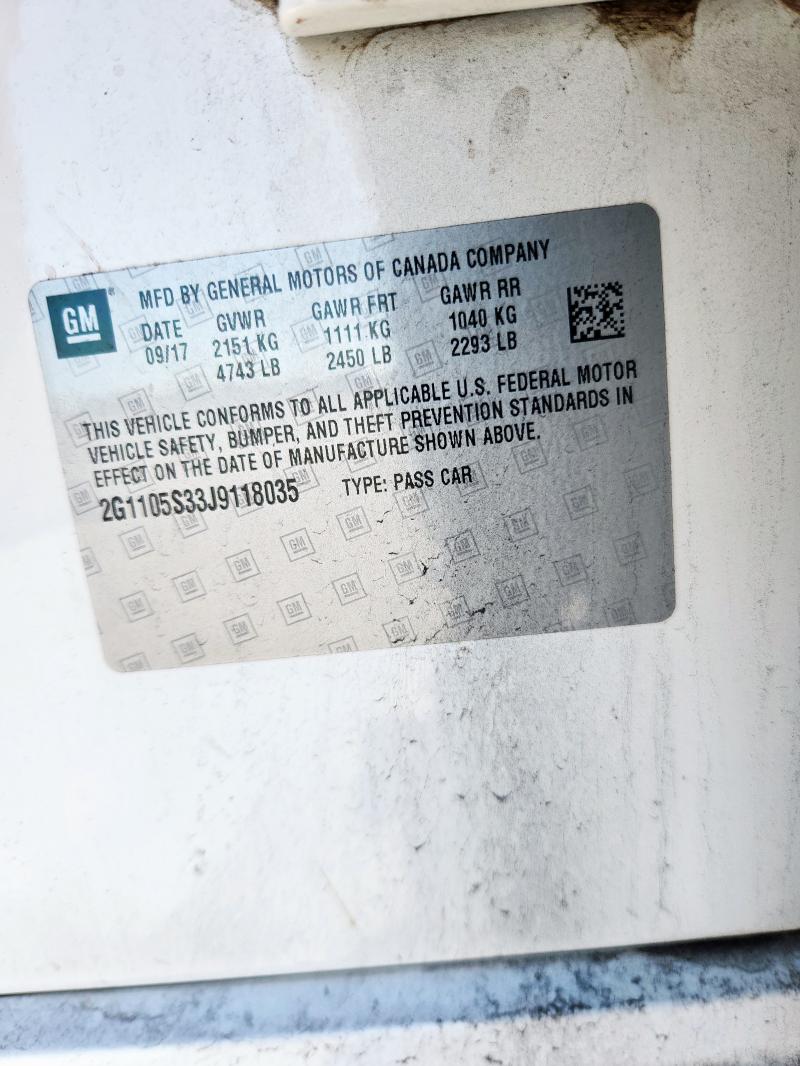 GM
MFD BY GENERAL MOTORS OF CANADA COMPANY
DATE GVWR GAWR FRT GAWR RR
09/17 2151 KG 1111 KG 1040 KG
4743 LB 2450 LB 2293 LB
THIS VEHICLE CONFORMS TO ALL APPLICABLE U.S. FEDERAL MOTOR
VEHICLE SAFETY, BUMPER, AND THEFT PREVENTION STANDARDS IN
EFFECT ON THE DATE OF MANUFACTURE SHOWN ABOVE.
2G1105S33J9118035 TYPE: PASS CAR